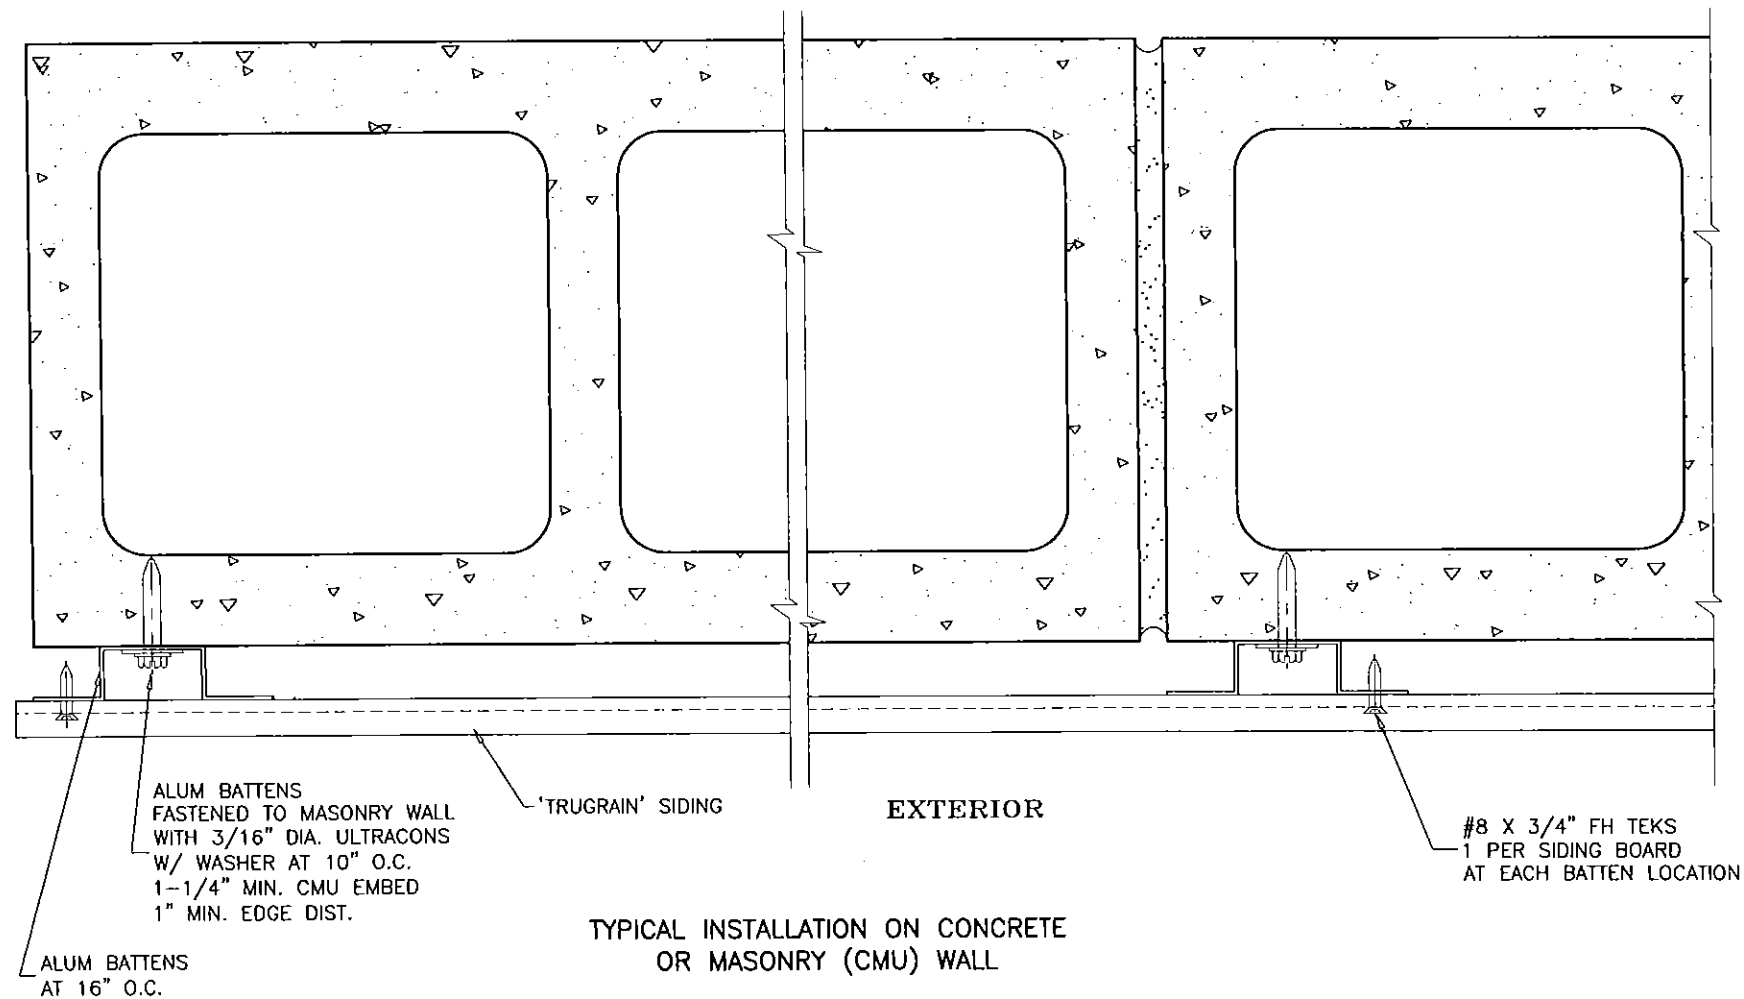 ALUM BATTENS
FASTENED TO MASONRY WALL
WITH 3/16" DIA. ULTRACONS
W/ WASHER AT 10" O.C.
1-1/4" MIN. CMU EMBED
1" MIN. EDGE DIST.
ALUM BATTENS
AT 16" O.C.
'TRUGRAIN' SIDING
EXTERIOR
#8 X 3/4" FH TEKS
1 PER SIDING BOARD
AT EACH BATTEN LOCATION
TYPICAL INSTALLATION ON CONCRETE
OR MASONRY (CMU) WALL